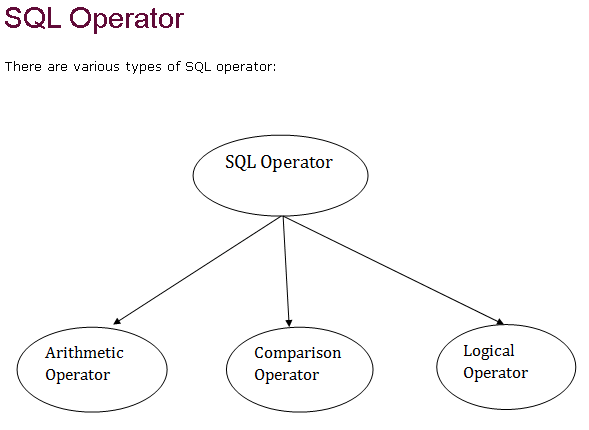 SQL Operator
There are various types of SQL operator:
SQL Operator
Arithmetic
Operator
Comparison
Operator
Logical
Operator